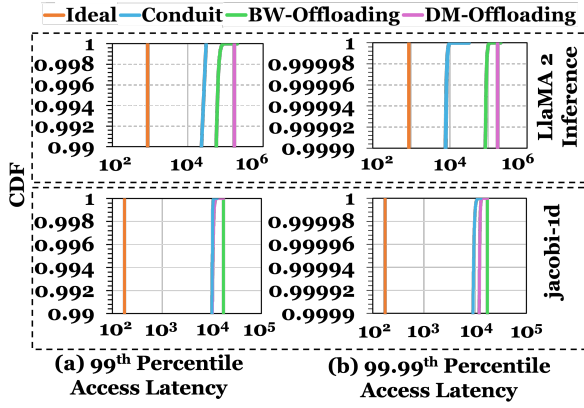 Ideal Conduit BW-Offloading DM-Offloading
CDF
1 0.998 0.996 0.994 0.992 0.99
10² 10⁴ 10⁶
1 0.99998 0.99996 0.99994 0.99992 0.9999
10² 10⁴ 10⁶
LlaMA 2
Inference
1 0.998 0.996 0.994 0.992 0.99
10² 10³ 10⁴ 10⁵
1 0.99998 0.99996 0.99994 0.99992 0.9999
10² 10³ 10⁴ 10⁵
jacobi-1d
(a) 99th Percentile
Access Latency
(b) 99.99th Percentile
Access Latency